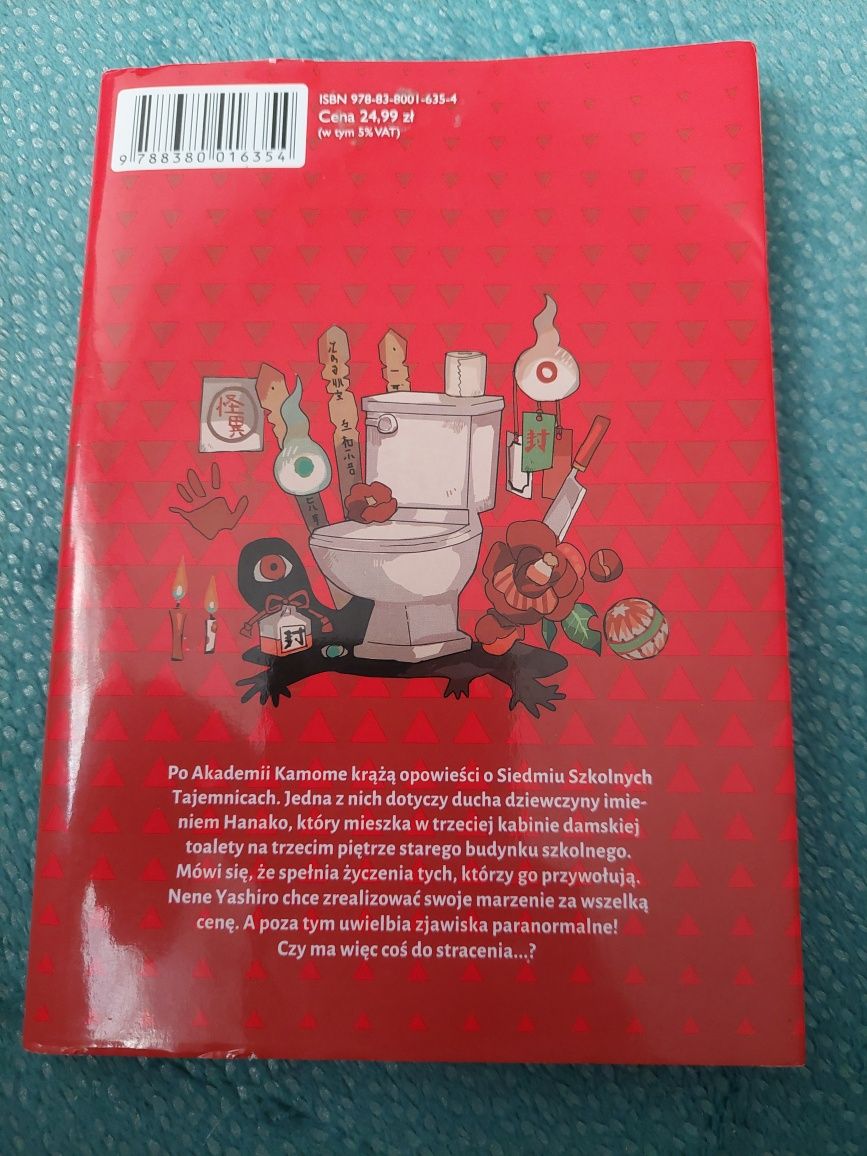 ISBN 978-83-8001-635-4
Cena 24,99 zł
(w tym 5% VAT)
9 788380 016354
怪
異
封
封
Po Akademii Kamome krążą opowieści o Siedmiu Szkolnych
Tajemnicach. Jedna z nich dotyczy ducha dziewczyny imie-
niem Hanako, który mieszka w trzeciej kabinie damskiej
toalety na trzecim piętrze starego budynku szkolnego.
Mówi się, że spełnia życzenia tych, którzy go przywołują.
Nene Yashiro chce zrealizować swoje marzenie za wszelką
cenę. A poza tym uwielbia zjawiska paranormalne!
Czy ma więc coś do stracenia...?